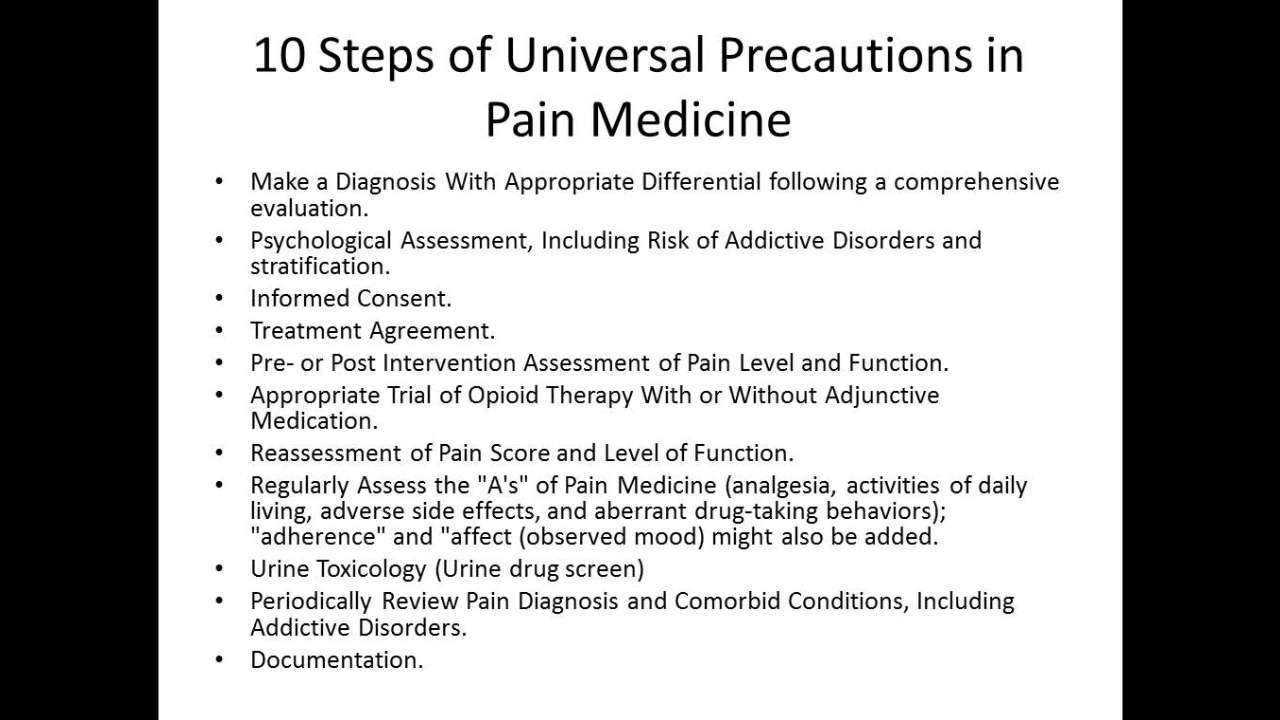 10 Steps of Universal Precautions in
Pain Medicine
• Make a Diagnosis With Appropriate Differential following a comprehensive
evaluation.
• Psychological Assessment, Including Risk of Addictive Disorders and
stratification.
• Informed Consent.
• Treatment Agreement.
• Pre- or Post Intervention Assessment of Pain Level and Function.
• Appropriate Trial of Opioid Therapy With or Without Adjunctive
Medication.
• Reassessment of Pain Score and Level of Function.
• Regularly Assess the "A's" of Pain Medicine (analgesia, activities of daily
living, adverse side effects, and aberrant drug-taking behaviors);
"adherence" and "affect (observed mood) might also be added.
• Urine Toxicology (Urine drug screen)
• Periodically Review Pain Diagnosis and Comorbid Conditions, Including
Addictive Disorders.
• Documentation.